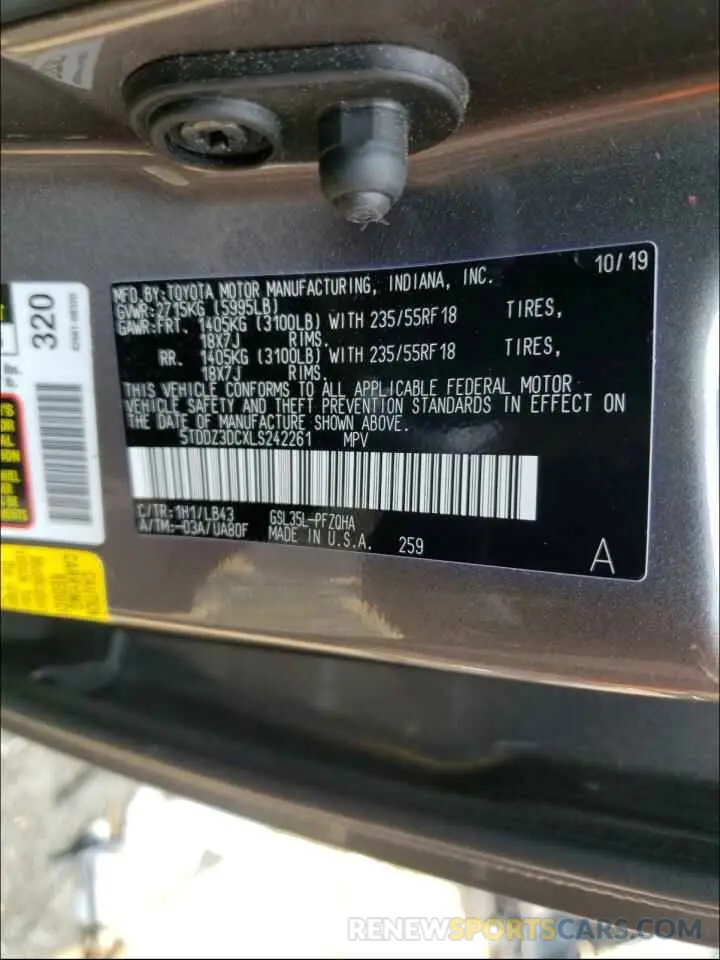 10/19
MFD.BY:TOYOTA MOTOR MANUFACTURING, INDIANA, INC.
GVWR:2715KG (5995LB)
GAWR:FRT. 1405KG (3100LB) WITH 235/55RF18 TIRES,
18X7J RIMS.
RR. 1405KG (3100LB) WITH 235/55RF18 TIRES,
18X7J RIMS.
THIS VEHICLE CONFORMS TO ALL APPLICABLE FEDERAL MOTOR
VEHICLE SAFETY AND THEFT PREVENTION STANDARDS IN EFFECT ON
THE DATE OF MANUFACTURE SHOWN ABOVE.
5TDDZ3DCXLS242261 MPV
C/TR:1H1/LB43 GSL35L-PFZQHA
A/TM:-03A/UA80F MADE IN U.S.A. 259
A
320
RENEWSPORTSCARS.COM